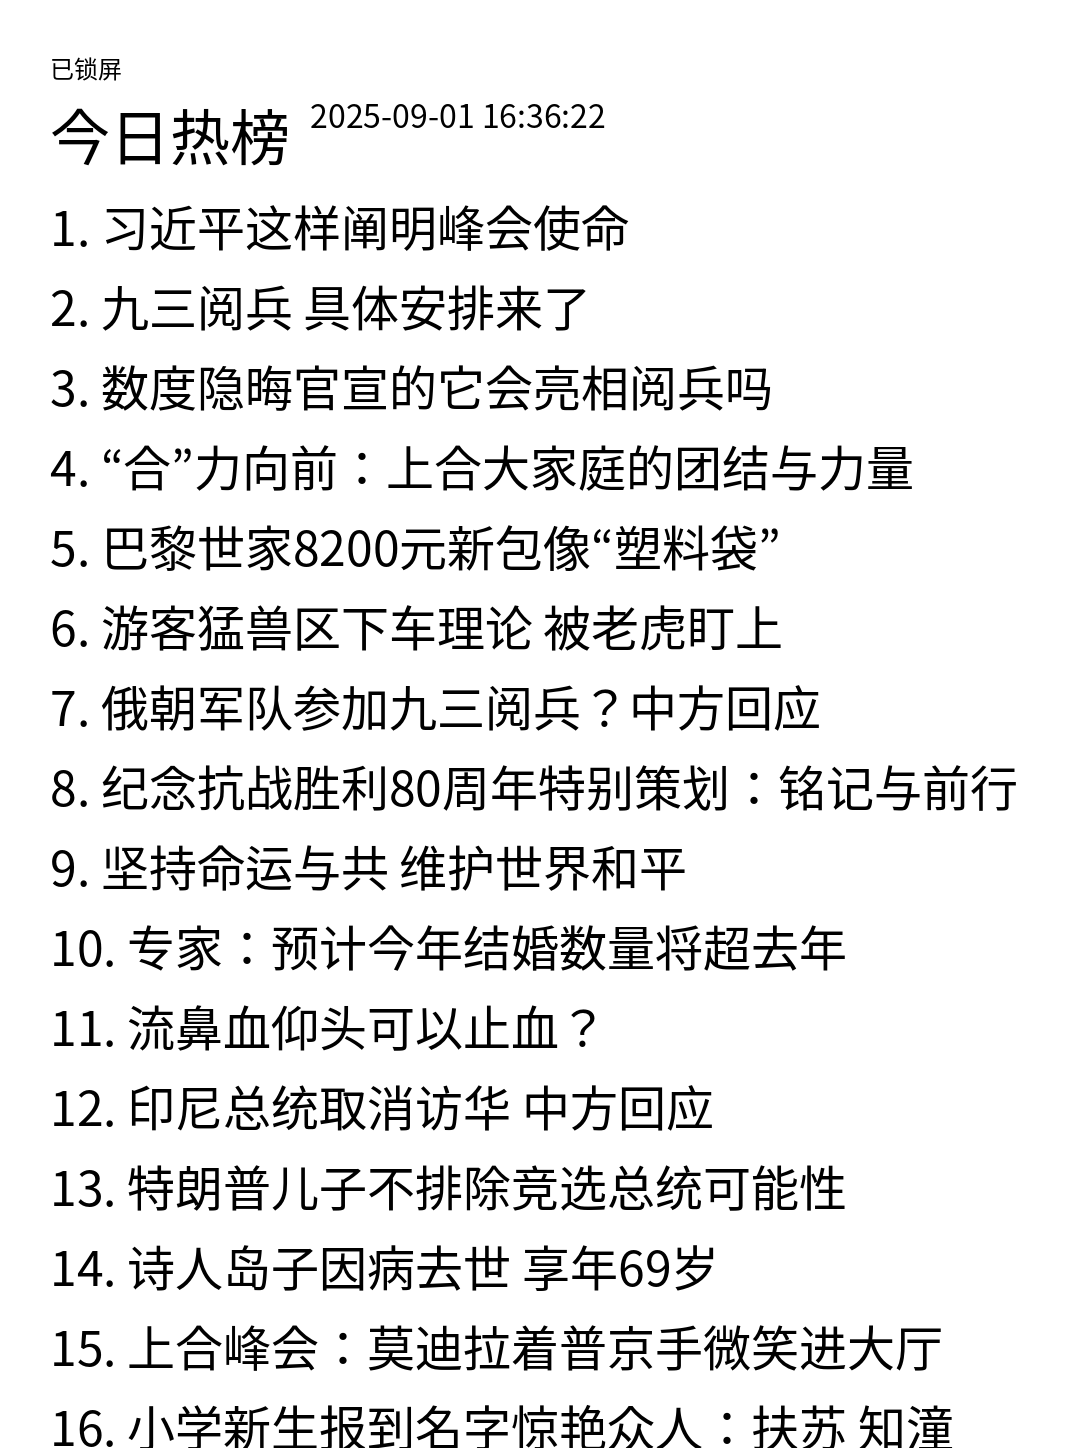 已锁屏
今日热榜 2025-09-01 16:36:22
1. 习近平这样阐明峰会使命
2. 九三阅兵 具体安排来了
3. 数度隐晦官宣的它会亮相阅兵吗
4. “合”力向前：上合大家庭的团结与力量
5. 巴黎世家8200元新包像“塑料袋”
6. 游客猛兽区下车理论 被老虎盯上
7. 俄朝军队参加九三阅兵？中方回应
8. 纪念抗战胜利80周年特别策划：铭记与前行
9. 坚持命运与共 维护世界和平
10. 专家：预计今年结婚数量将超去年
11. 流鼻血仰头可以止血？
12. 印尼总统取消访华 中方回应
13. 特朗普儿子不排除竞选总统可能性
14. 诗人岛子因病去世 享年69岁
15. 上合峰会：莫迪拉着普京手微笑进大厅
16. 小学新生报到名字惊艳众人：扶苏 知潼